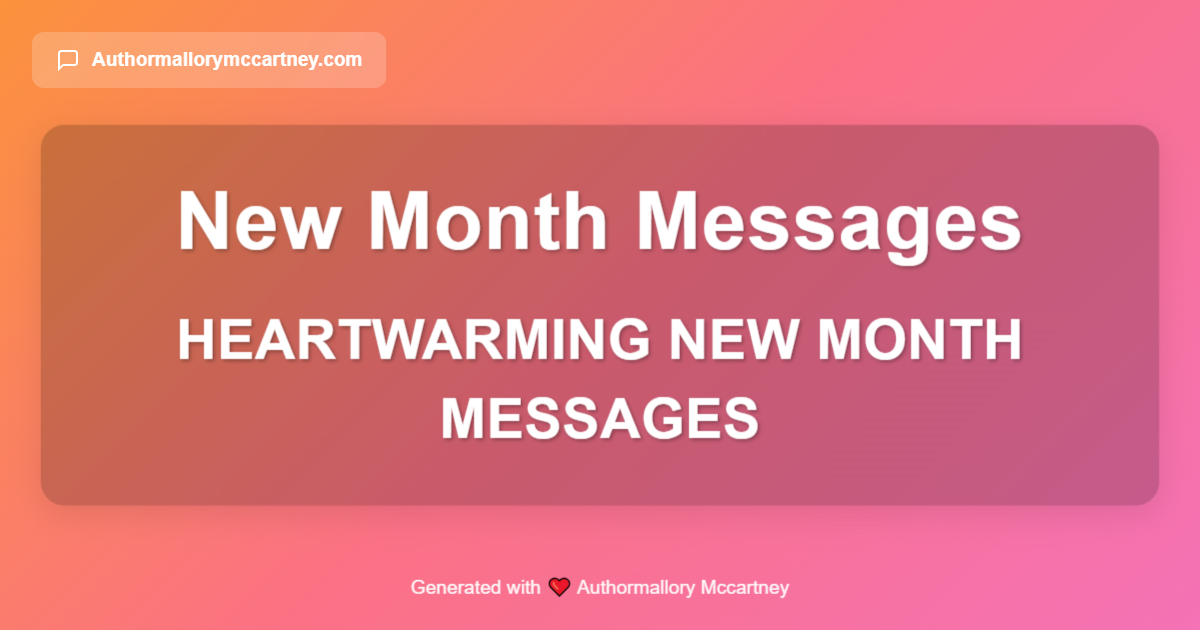 Authormallorymccartney.com
New Month Messages
HEARTWARMING NEW MONTH
MESSAGES
Generated with ❤️ Authormallory Mccartney